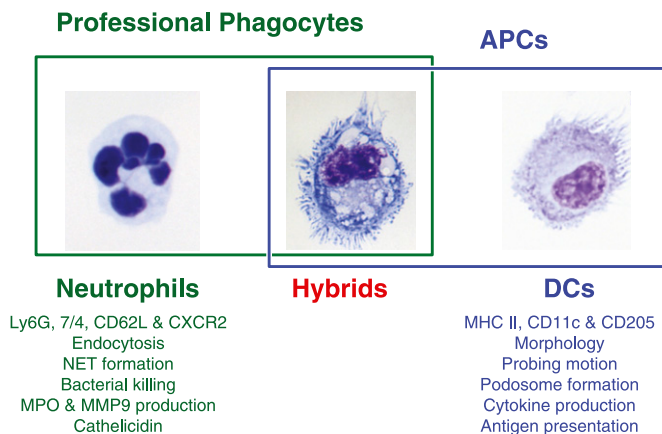 Professional Phagocytes
APCs
Neutrophils
Hybrids
DCs
Ly6G, 7/4, CD62L & CXCR2
Endocytosis
NET formation
Bacterial killing
MPO & MMP9 production
Cathelicidin
MHC II, CD11c & CD205
Morphology
Probing motion
Podosome formation
Cytokine production
Antigen presentation